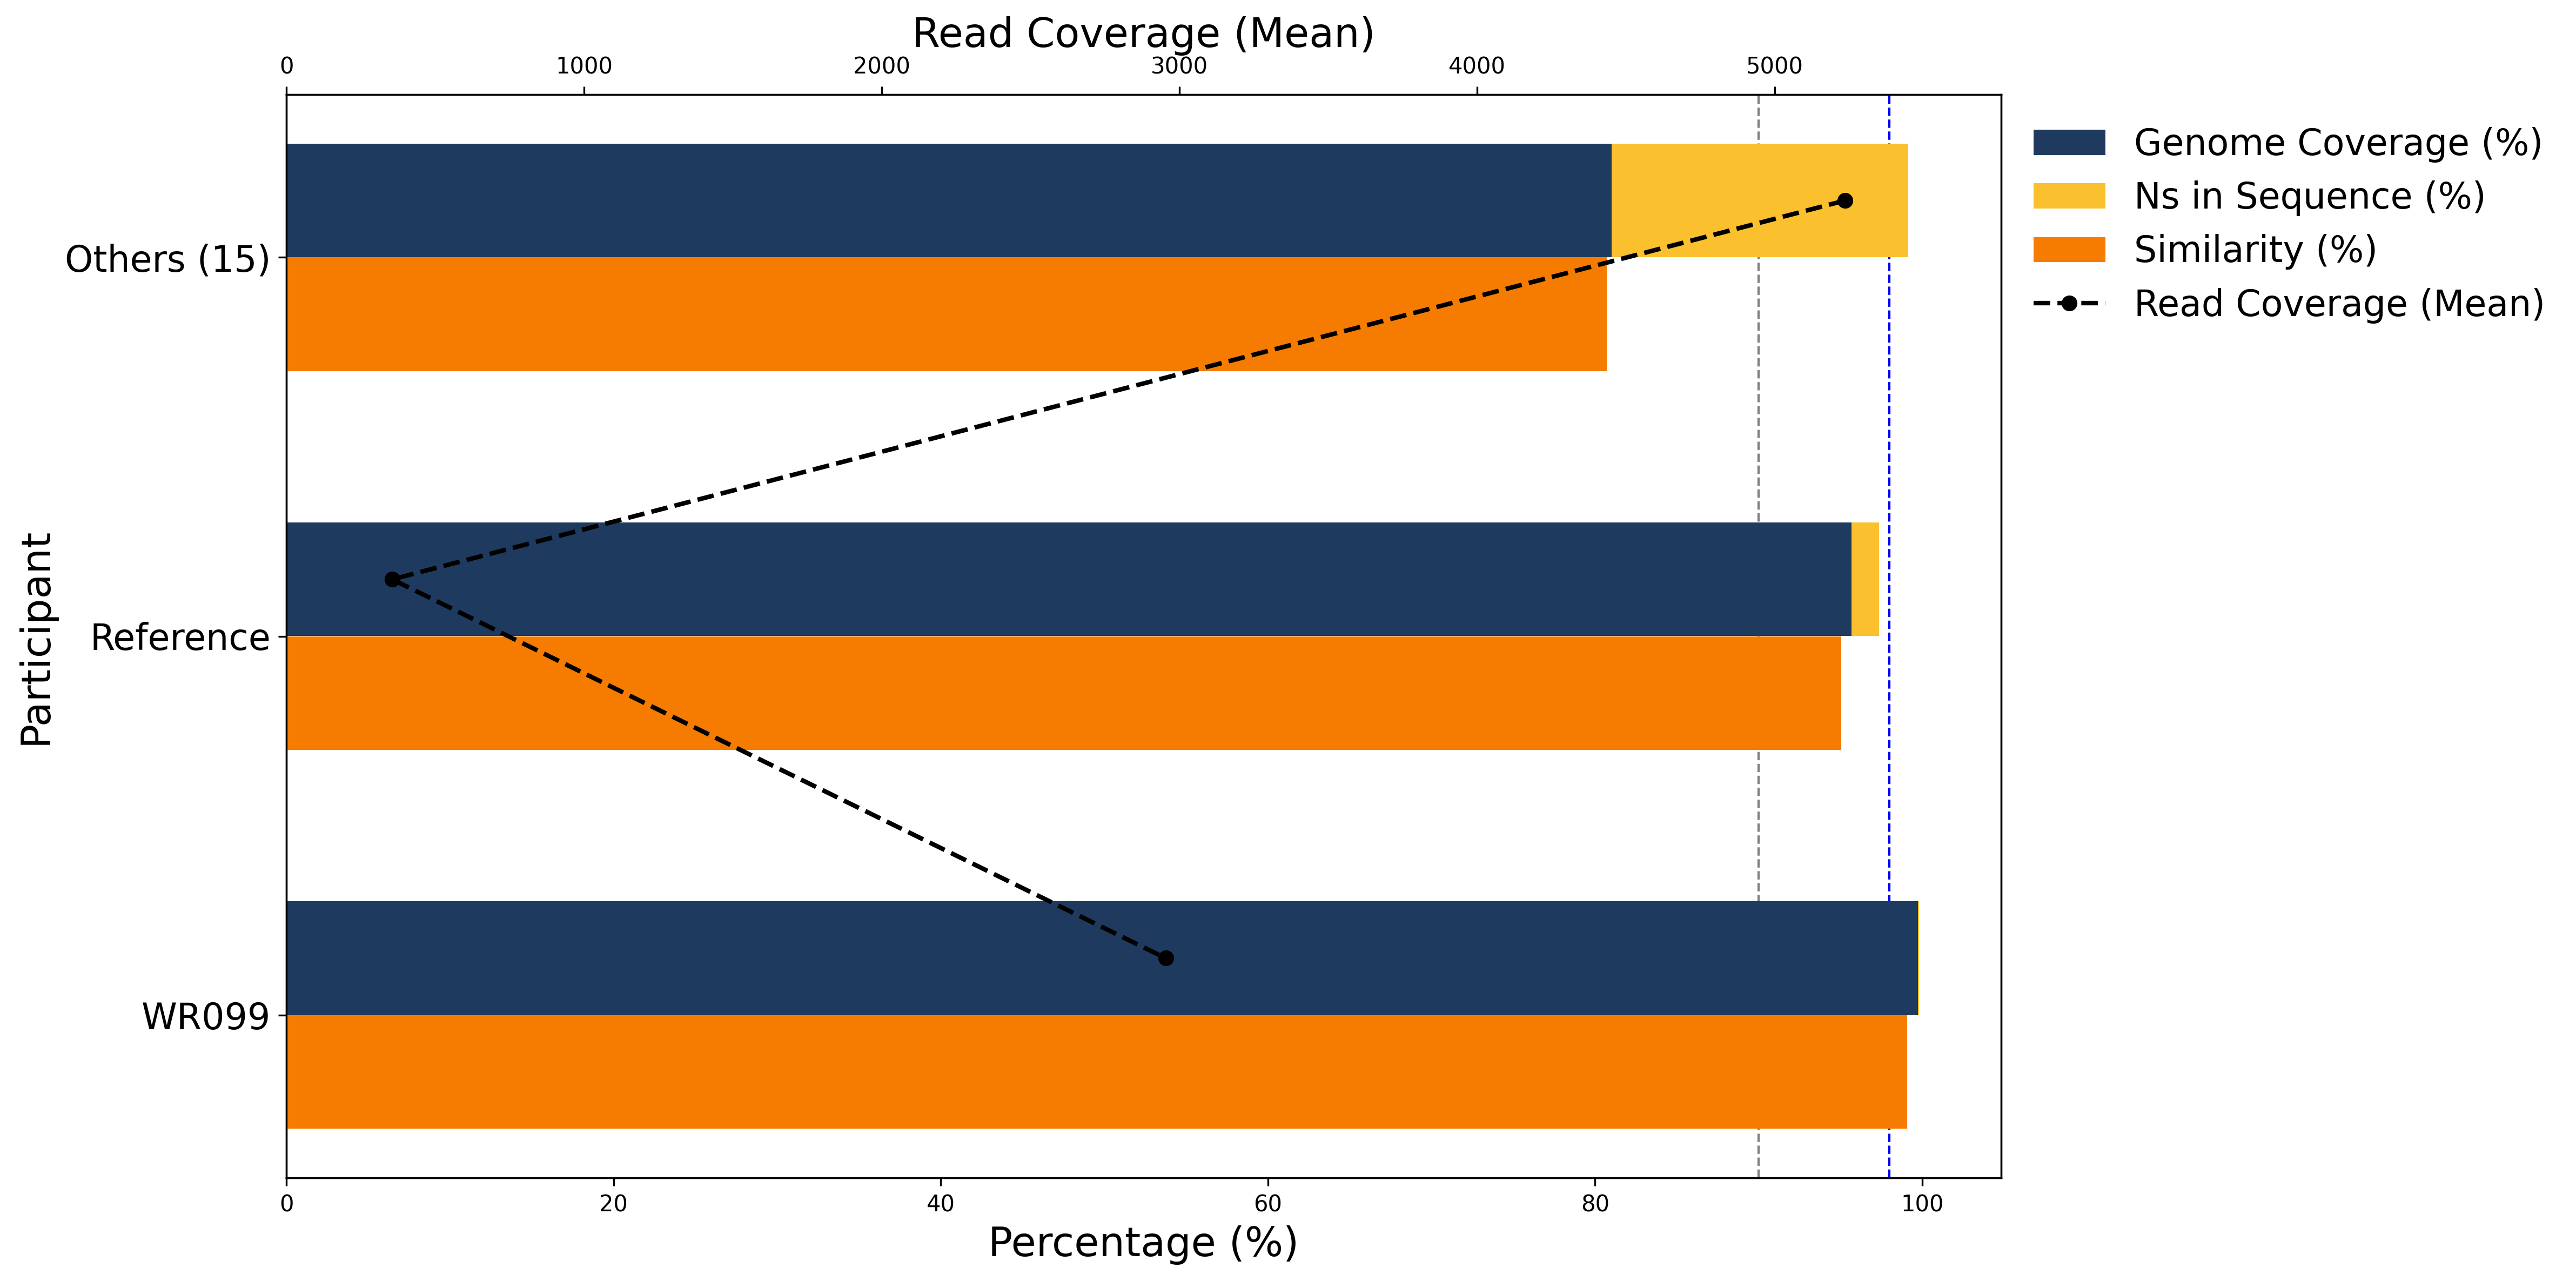 Read Coverage (Mean)
0 1000 2000 3000 4000 5000
Genome Coverage (%)
Ns in Sequence (%)
Similarity (%)
Read Coverage (Mean)
Others (15)
Reference
WR099
Participant
0 20 40 60 80 100
Percentage (%)